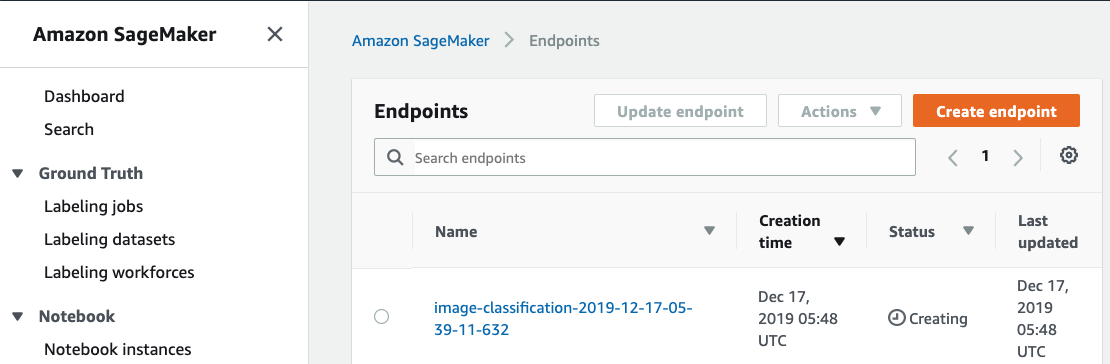 Amazon SageMaker
Dashboard
Search
Ground Truth
Labeling jobs
Labeling datasets
Labeling workforces
Notebook
Notebook instances
Amazon SageMaker > Endpoints
Endpoints
Update endpoint
Actions
Create endpoint
Search endpoints
1
Name
Creation
time
Status
Last
updated
image-classification-2019-12-17-05-
39-11-632
Dec 17,
2019 05:48
UTC
Creating
Dec 17,
2019
05:48
UTC